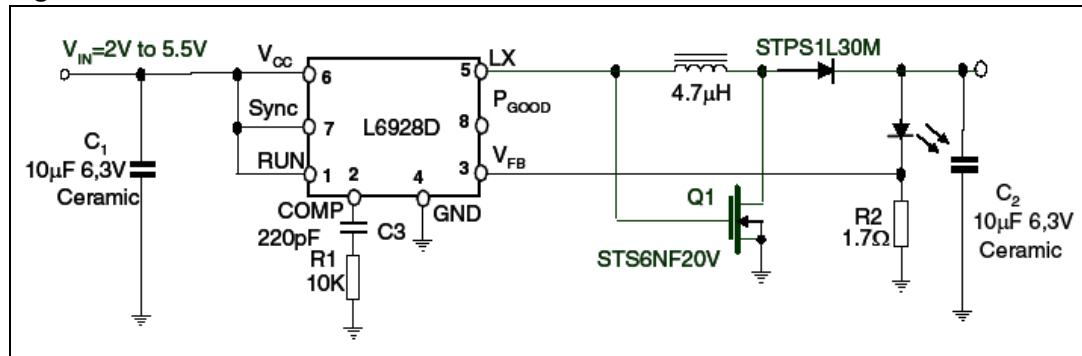 V_IN=2V to 5.5V
V_CC
6
Sync
7
RUN
1
L6928D
5
LX
P_GOOD
8
V_FB
3
2
4
COMP
GND
C_1
10µF 6,3V
Ceramic
220pF
C3
R1
10K
4.7µH
STPS1L30M
Q1
STS6NF20V
R2
1.7Ω
C_2
10µF 6,3V
Ceramic